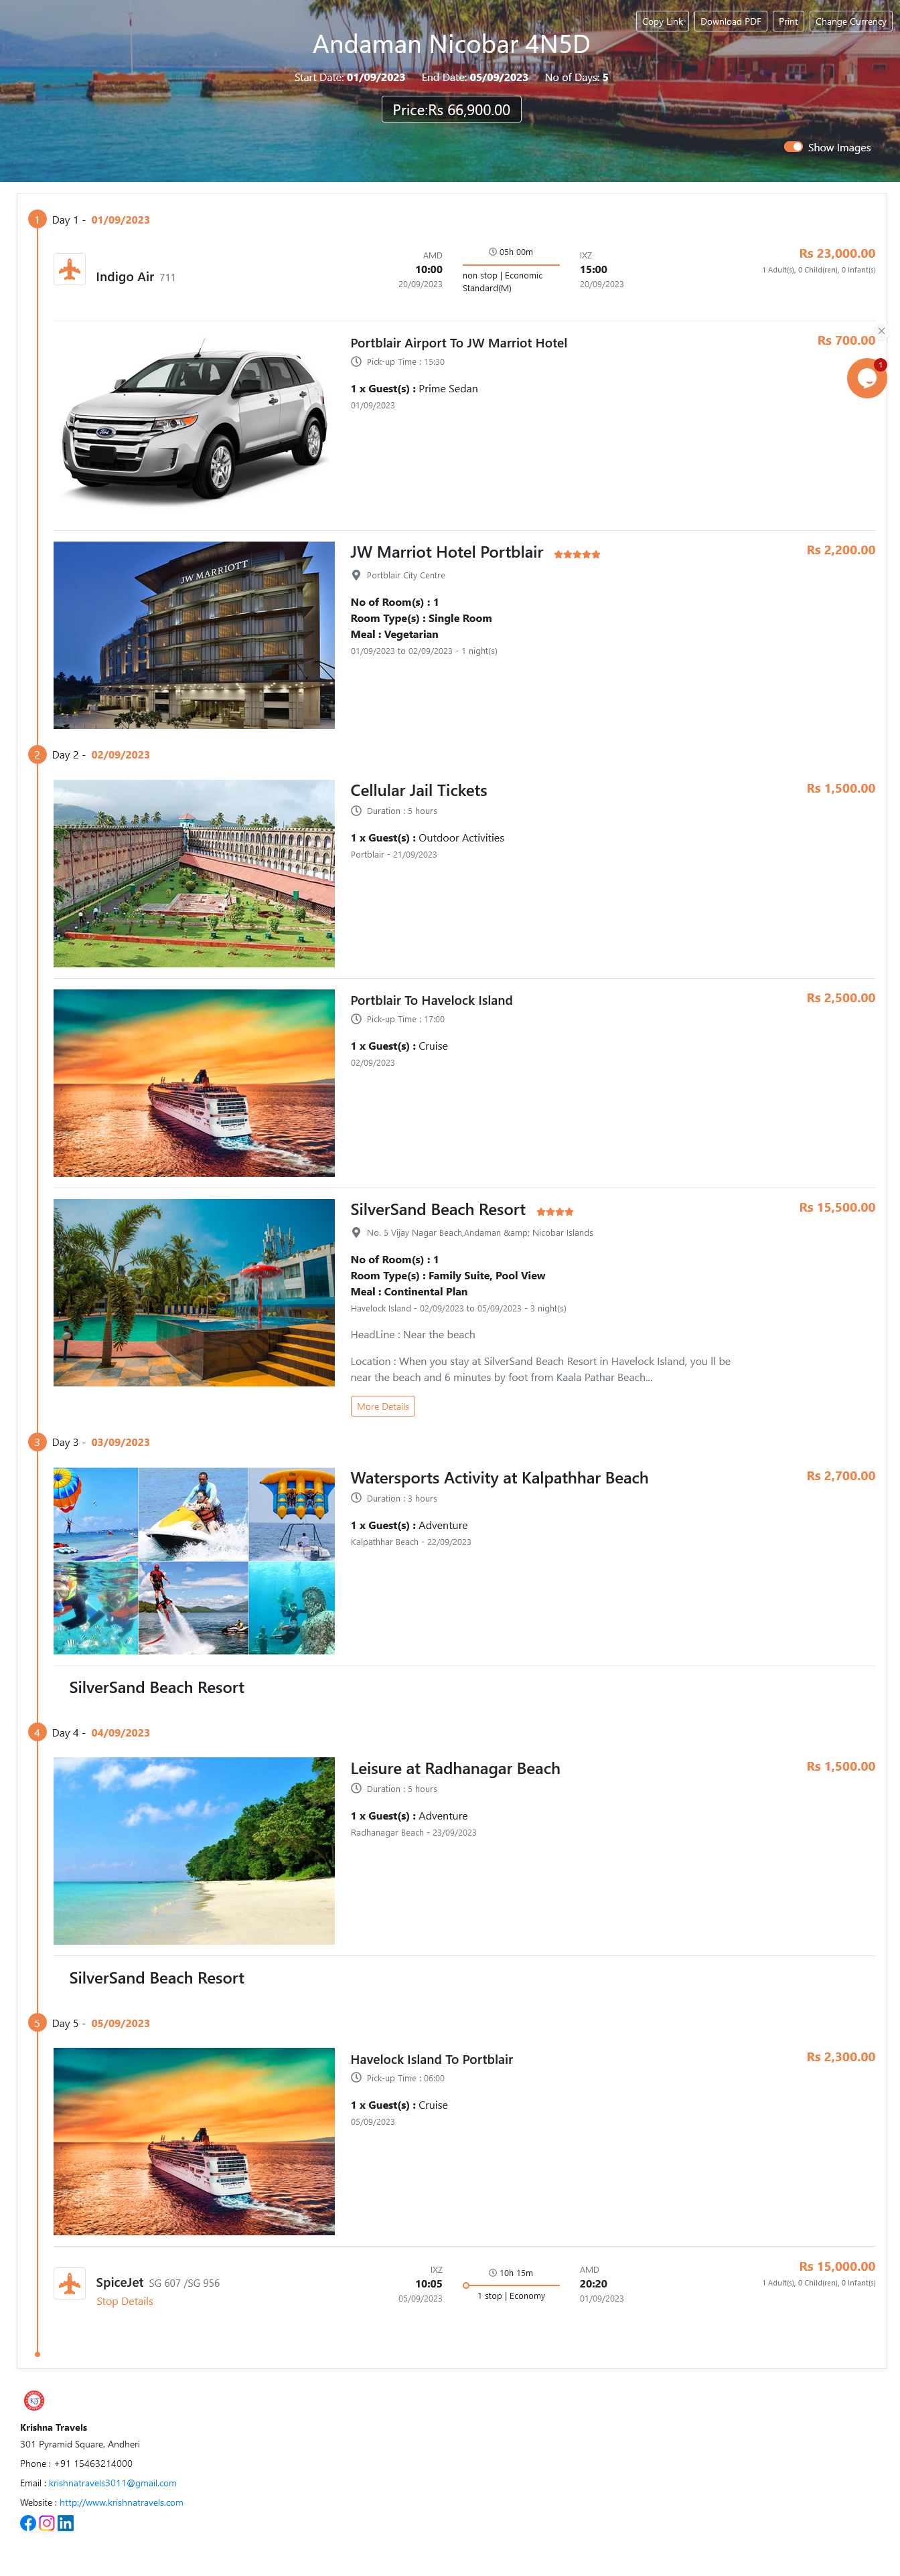 Copy Link Download PDF Print Change Currency
Andaman Nicobar 4N5D
Start Date: 01/09/2023 End Date: 05/09/2023 No of Days: 5
Price:Rs 66,900.00
Show Images
1 Day 1 - 01/09/2023
Indigo Air 711
AMD
10:00
20/09/2023
05h 00m
non stop | Economic
Standard(M)
IXZ
15:00
20/09/2023
Rs 23,000.00
1 Adult(s), 0 Child(ren), 0 Infant(s)
Portblair Airport To JW Marriot Hotel
Rs 700.00
1
Pick-up Time : 15:30
1 x Guest(s) : Prime Sedan
01/09/2023
JW MARRIOTT
JW Marriot Hotel Portblair
Rs 2,200.00
Portblair City Centre
No of Room(s) : 1
Room Type(s) : Single Room
Meal : Vegetarian
01/09/2023 to 02/09/2023 - 1 night(s)
2 Day 2 - 02/09/2023
Cellular Jail Tickets
Rs 1,500.00
Duration : 5 hours
1 x Guest(s) : Outdoor Activities
Portblair - 21/09/2023
Portblair To Havelock Island
Rs 2,500.00
Pick-up Time : 17:00
1 x Guest(s) : Cruise
02/09/2023
SilverSand Beach Resort
Rs 15,500.00
No. 5 Vijay Nagar Beach,Andaman &amp; Nicobar Islands
No of Room(s) : 1
Room Type(s) : Family Suite, Pool View
Meal : Continental Plan
Havelock Island - 02/09/2023 to 05/09/2023 - 3 night(s)
HeadLine : Near the beach
Location : When you stay at SilverSand Beach Resort in Havelock Island, you ll be
near the beach and 6 minutes by foot from Kaala Pathar Beach...
More Details
3 Day 3 - 03/09/2023
Watersports Activity at Kalpathhar Beach
Rs 2,700.00
Duration : 3 hours
1 x Guest(s) : Adventure
Kalpathhar Beach - 22/09/2023
SilverSand Beach Resort
4 Day 4 - 04/09/2023
Leisure at Radhanagar Beach
Rs 1,500.00
Duration : 5 hours
1 x Guest(s) : Adventure
Radhanagar Beach - 23/09/2023
SilverSand Beach Resort
5 Day 5 - 05/09/2023
Havelock Island To Portblair
Rs 2,300.00
Pick-up Time : 06:00
1 x Guest(s) : Cruise
05/09/2023
SpiceJet SG 607 /SG 956
Stop Details
IXZ
10:05
05/09/2023
10h 15m
1 stop | Economy
AMD
20:20
01/09/2023
Rs 15,000.00
1 Adult(s), 0 Child(ren), 0 Infant(s)
KT
Krishna Travels
301 Pyramid Square, Andheri
Phone : +91 15463214000
Email : krishnatravels3011@gmail.com
Website : http://www.krishnatravels.com